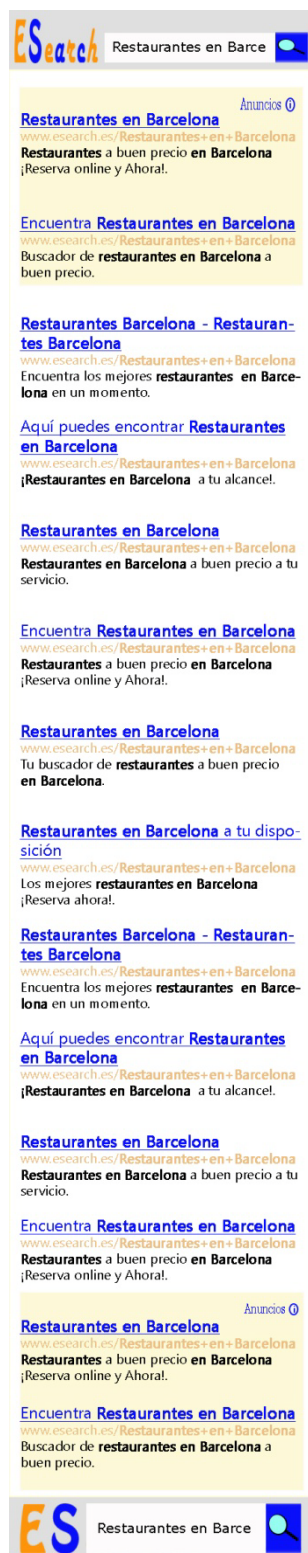 ESearch Restaurantes en Barce
Anuncios
Restaurantes en Barcelona
www.esearch.es/Restaurantes+en+Barcelona
Restaurantes a buen precio en Barcelona
¡Reserva online y Ahora!.
Encuentra Restaurantes en Barcelona
www.esearch.es/Restaurantes+en+Barcelona
Buscador de restaurantes en Barcelona a
buen precio.
Restaurantes Barcelona - Restauran-
tes Barcelona
www.esearch.es/Restaurantes+en+Barcelona
Encuentra los mejores restaurantes en Barce-
lona en un momento.
Aquí puedes encontrar Restaurantes
en Barcelona
www.esearch.es/Restaurantes+en+Barcelona
¡Restaurantes en Barcelona a tu alcance!.
Restaurantes en Barcelona
www.esearch.es/Restaurantes+en+Barcelona
Restaurantes en Barcelona a buen precio a tu
servicio.
Encuentra Restaurantes en Barcelona
www.esearch.es/Restaurantes+en+Barcelona
Restaurantes a buen precio en Barcelona
¡Reserva online y Ahora!.
Restaurantes en Barcelona
www.esearch.es/Restaurantes+en+Barcelona
Tu buscador de restaurantes a buen precio
en Barcelona.
Restaurantes en Barcelona a tu dispo-
sición
www.esearch.es/Restaurantes+en+Barcelona
Los mejores restaurantes en Barcelona
¡Reserva ahora!.
Restaurantes Barcelona - Restauran-
tes Barcelona
www.esearch.es/Restaurantes+en+Barcelona
Encuentra los mejores restaurantes en Barce-
lona en un momento.
Aquí puedes encontrar Restaurantes
en Barcelona
www.esearch.es/Restaurantes+en+Barcelona
¡Restaurantes en Barcelona a tu alcance!.
Restaurantes en Barcelona
www.esearch.es/Restaurantes+en+Barcelona
Restaurantes en Barcelona a buen precio a tu
servicio.
Encuentra Restaurantes en Barcelona
www.esearch.es/Restaurantes+en+Barcelona
Restaurantes a buen precio en Barcelona
¡Reserva online y Ahora!.
Anuncios
Restaurantes en Barcelona
www.esearch.es/Restaurantes+en+Barcelona
Restaurantes a buen precio en Barcelona
¡Reserva online y Ahora!.
Encuentra Restaurantes en Barcelona
www.esearch.es/Restaurantes+en+Barcelona
Buscador de restaurantes en Barcelona a
buen precio.
ES Restaurantes en Barce